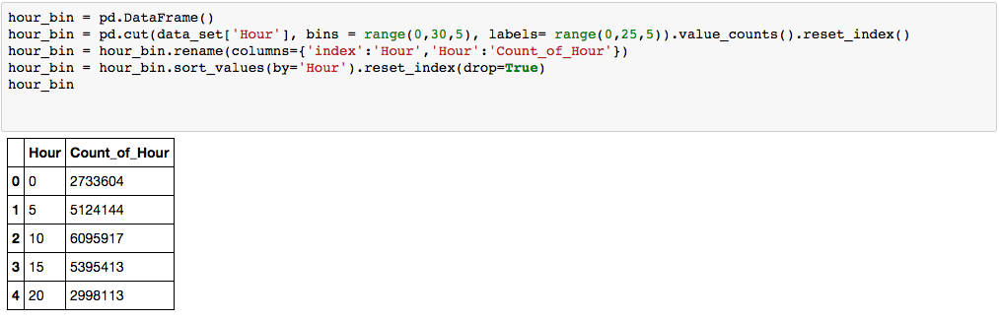 hour_bin = pd.DataFrame()
hour_bin = pd.cut(data_set['Hour'], bins = range(0,30,5), labels= range(0,25,5)).value_counts().reset_index()
hour_bin = hour_bin.rename(columns={'index':'Hour','Hour':'Count_of_Hour'})
hour_bin = hour_bin.sort_values(by='Hour').reset_index(drop=True)
hour_bin
Hour Count_of_Hour
0 0 2733604
1 5 5124144
2 10 6095917
3 15 5395413
4 20 2998113